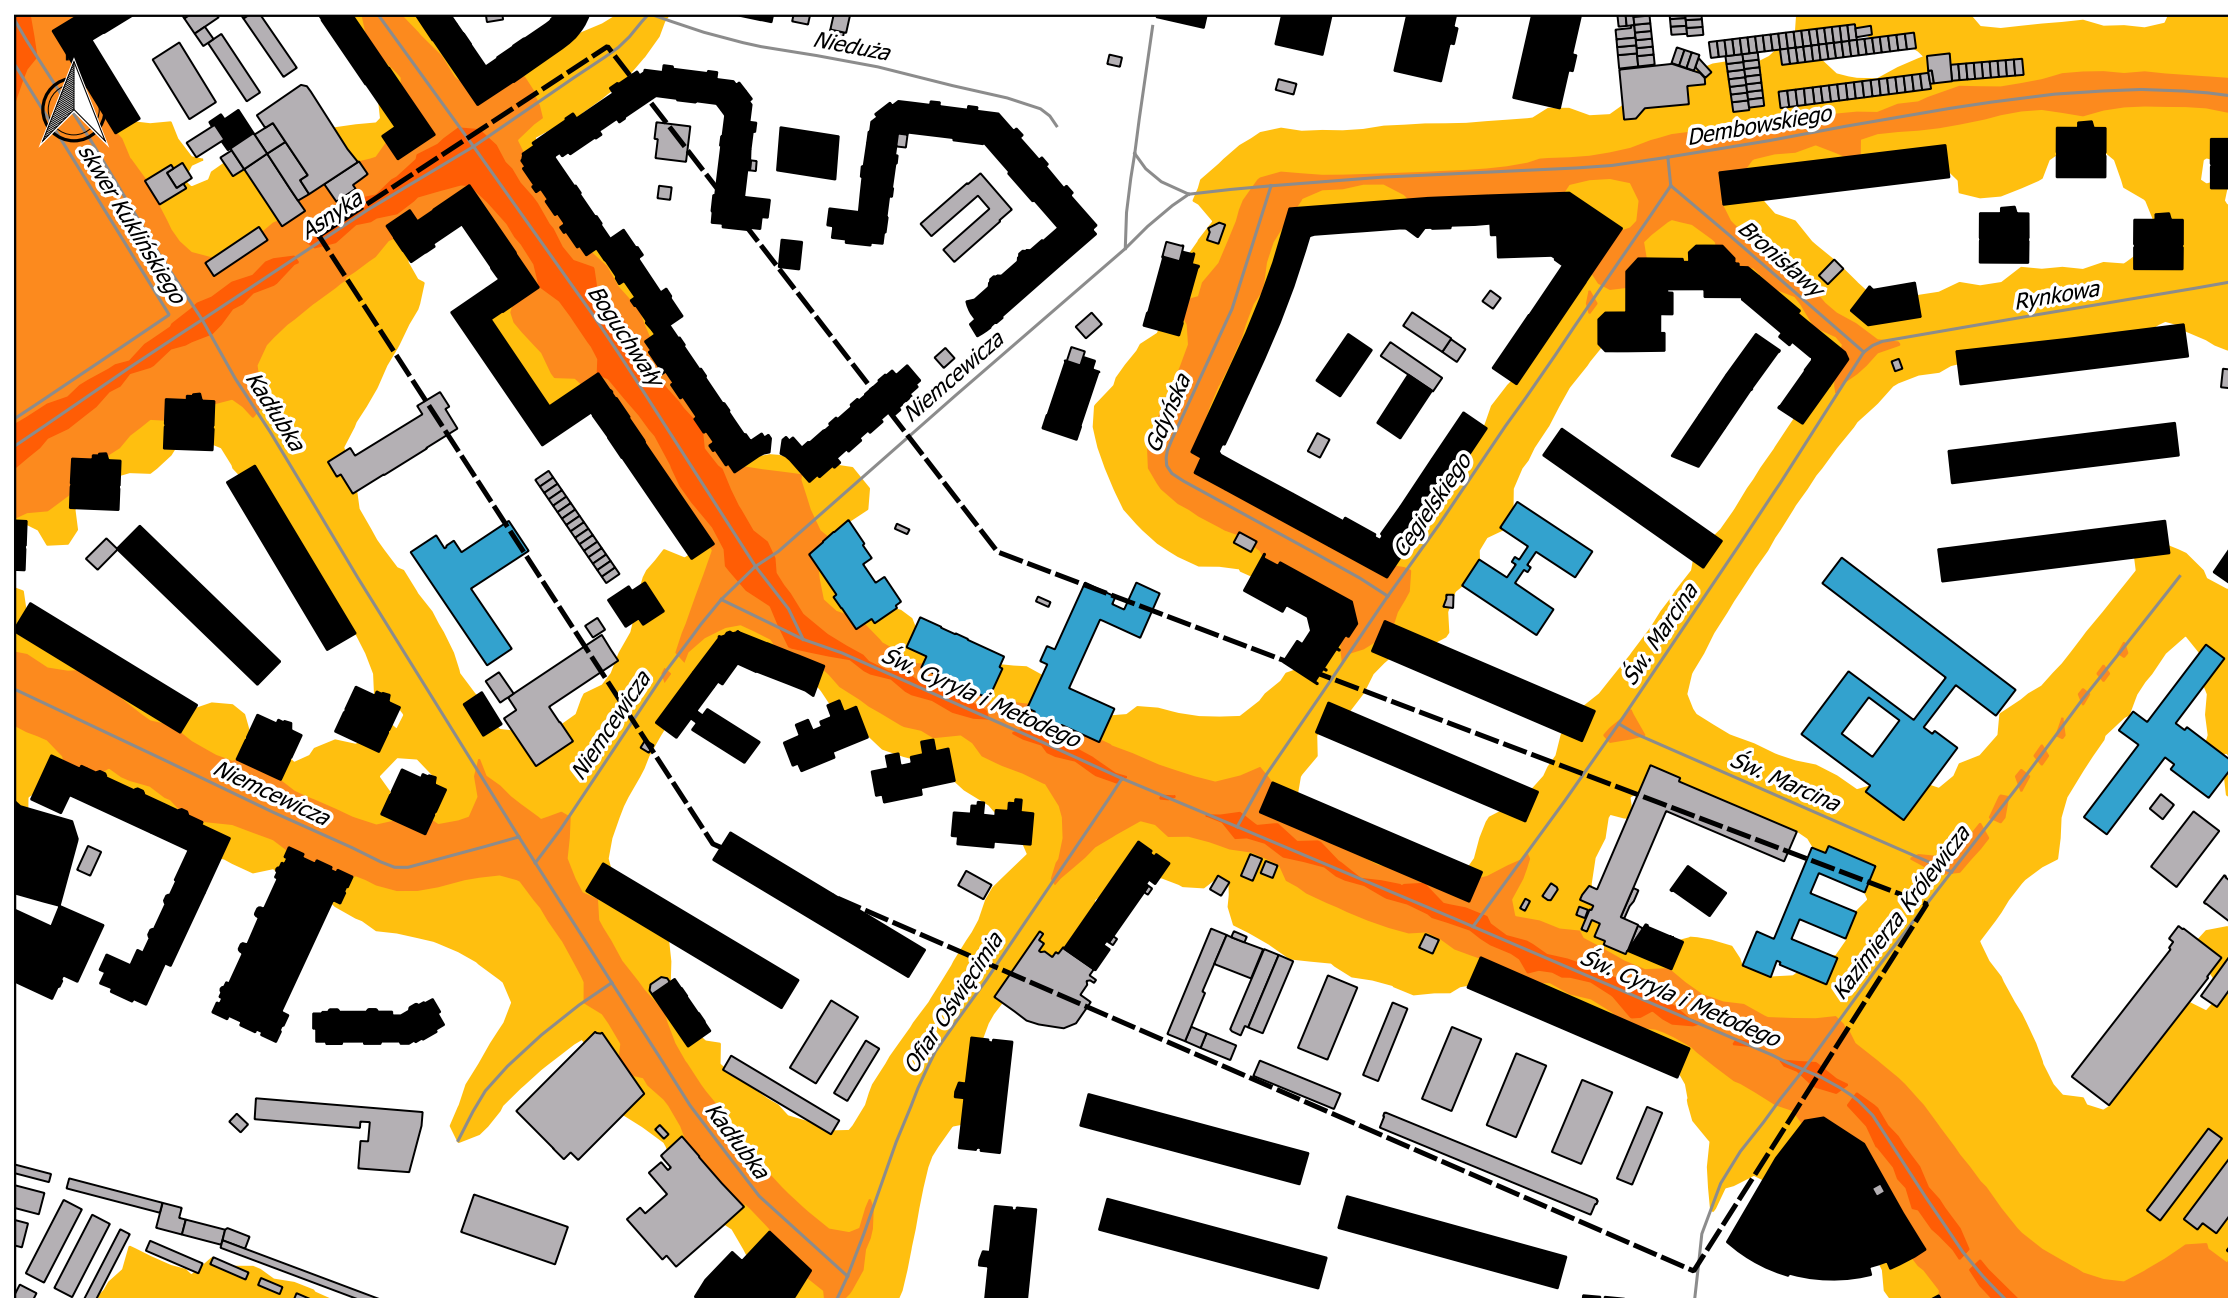 Nieduża
Dembowskiego
skwer Kuklińskiego
Asnyka
Bronisławy
Rynkowa
Boguchwały
Niemcewicza
Kadłubka
Gdyńska
Cegielskiego
Św. Marcina
Niemcewicza
Św. Cyryla i Metodego
Niemcewicza
Św. Marcina
Kazimierza Królewicza
Ofiar Oświęcimia
Św. Cyryla i Metodego
Kadłubka